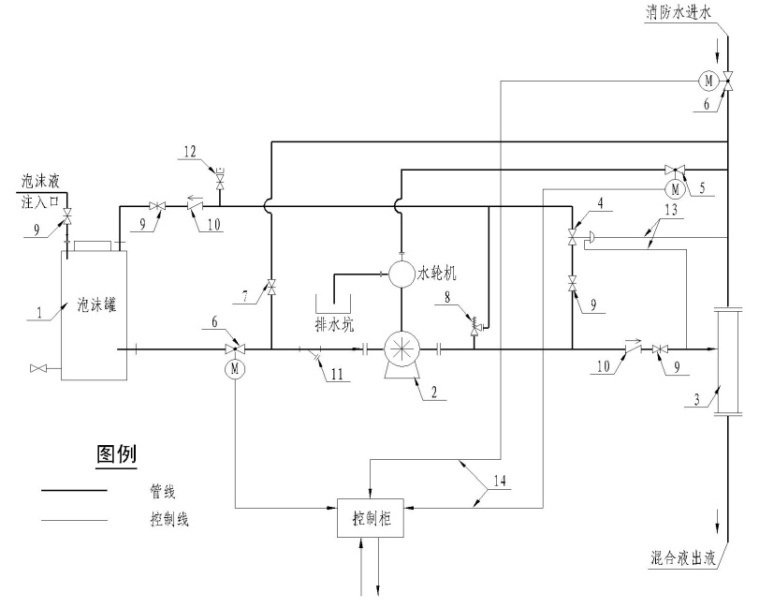 消防水进水
M
6
12
泡沫液
注入口
9
9
10
M
5
4
13
1
泡沫罐
7
水轮机
排水坑
8
9
6
M
11
2
10
9
3
图例
管线
控制线
14
控制柜
混合液出液